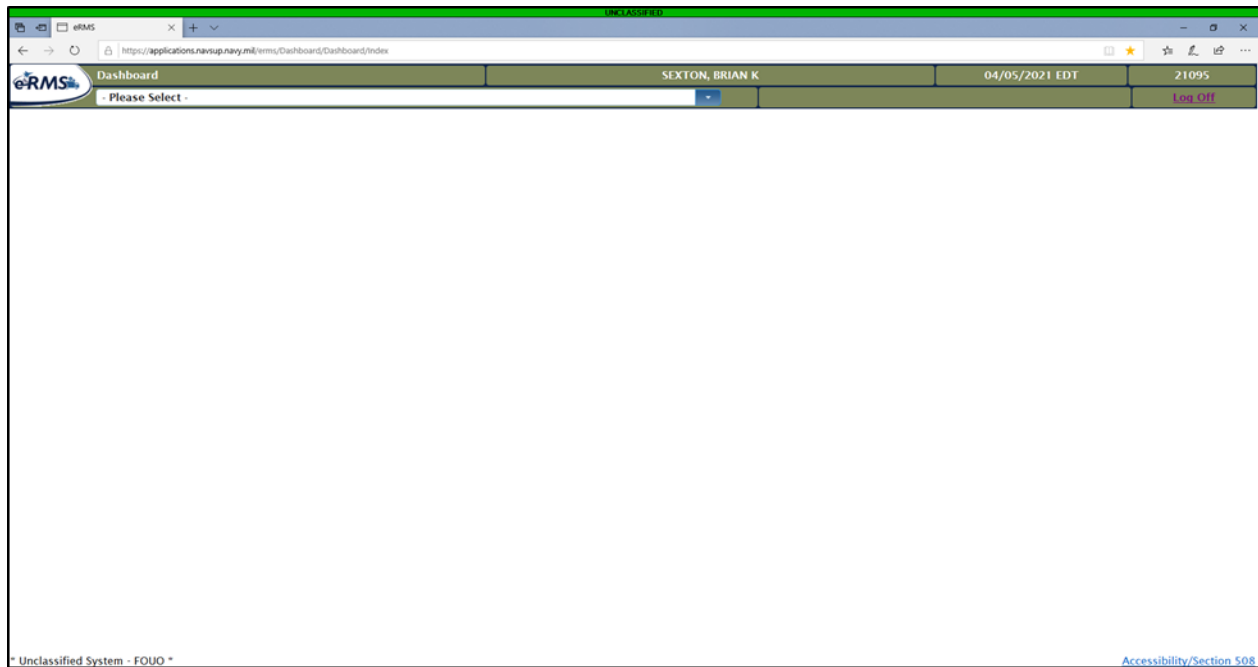 UNCLASSIFIED
eRMS
https://applications.navsup.navy.mil/erms/Dashboard/Dashboard/Index
eRMS Dashboard SEXTON, BRIAN K 04/05/2021 EDT 21095
- Please Select - Log Off
* Unclassified System - FOUO * Accessibility/Section 508